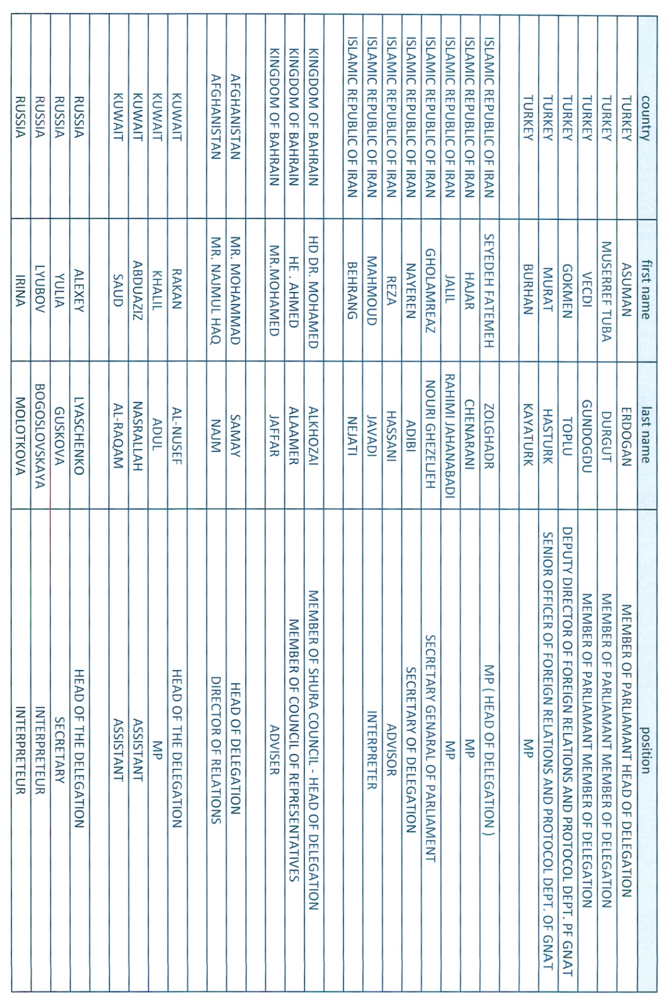 country first name last name position
TURKEY ASUMAN ERDOGAN MEMBER OF PARLIAMANT HEAD OF DELEGATION
TURKEY MUSERREF TUBA DURGUT MEMBER OF PARLIAMANT MEMBER OF DELEGATION
TURKEY VECDI GUNDOGDU MEMBER OF PARLIAMANT MEMBER OF DELEGATION
TURKEY GOKMEN TOPLU DEPUTY DIRECTOR OF FOREIGN RELATIONS AND PROTOCOL DEPT. PF GNAT
TURKEY MURAT HASTURK SENIOR OFFICER OF FOREIGN RELATIONS AND PROTOCOL DEPT. OF GNAT
TURKEY BURHAN KAYATURK MP
ISLAMIC REPUBLIC OF IRAN SEYEDEH FATEMEH ZOLGHADR MP ( HEAD OF DELEGATION )
ISLAMIC REPUBLIC OF IRAN HAJAR CHENARANI MP
ISLAMIC REPUBLIC OF IRAN JALIL RAHIMI JAHANABADI MP
ISLAMIC REPUBLIC OF IRAN GHOLAMREAZ NOURI GHEZELJEH SECRETARY GENARAL OF PARLIAMENT
ISLAMIC REPUBLIC OF IRAN NAYEREN ADIBI SECRETARY OF DELEGATION
ISLAMIC REPUBLIC OF IRAN REZA HASSANI ADVISOR
ISLAMIC REPUBLIC OF IRAN MAHMOUD JAVADI INTERPRETER
ISLAMIC REPUBLIC OF IRAN BEHRANG NEJATI
KINGDOM OF BAHRAIN HD DR. MOHAMED ALKHOZAI MEMBER OF SHURA COUNCIL - HEAD OF DELEGATION
KINGDOM OF BAHRAIN HE . AHMED ALAAMER MEMBER OF COUNCIL OF REPRESENTATIVES
KINGDOM OF BAHRAIN MR.MOHAMED JAFFAR ADVISER
AFGHANISTAN MR. MOHAMMAD SAMAY HEAD OF DELEGATION
AFGHANISTAN MR. NAJMUL HAQ NAJM DIRECTOR OF RELATIONS
KUWAIT RAKAN AL-NUSEF HEAD OF THE DELEGATION
KUWAIT KHALIL ADUL MP
KUWAIT ABDUAZIZ NASRALLAH ASSISTANT
KUWAIT SAUD AL-RAQAM ASSISTANT
RUSSIA ALEXEY LYASCHENKO HEAD OF THE DELEGATION
RUSSIA YULIA GUSKOVA SECRETARY
RUSSIA LYUBOV BOGOSLOVSKAYA INTERPRETEUR
RUSSIA IRINA MOLOTKOVA INTERPRETEUR